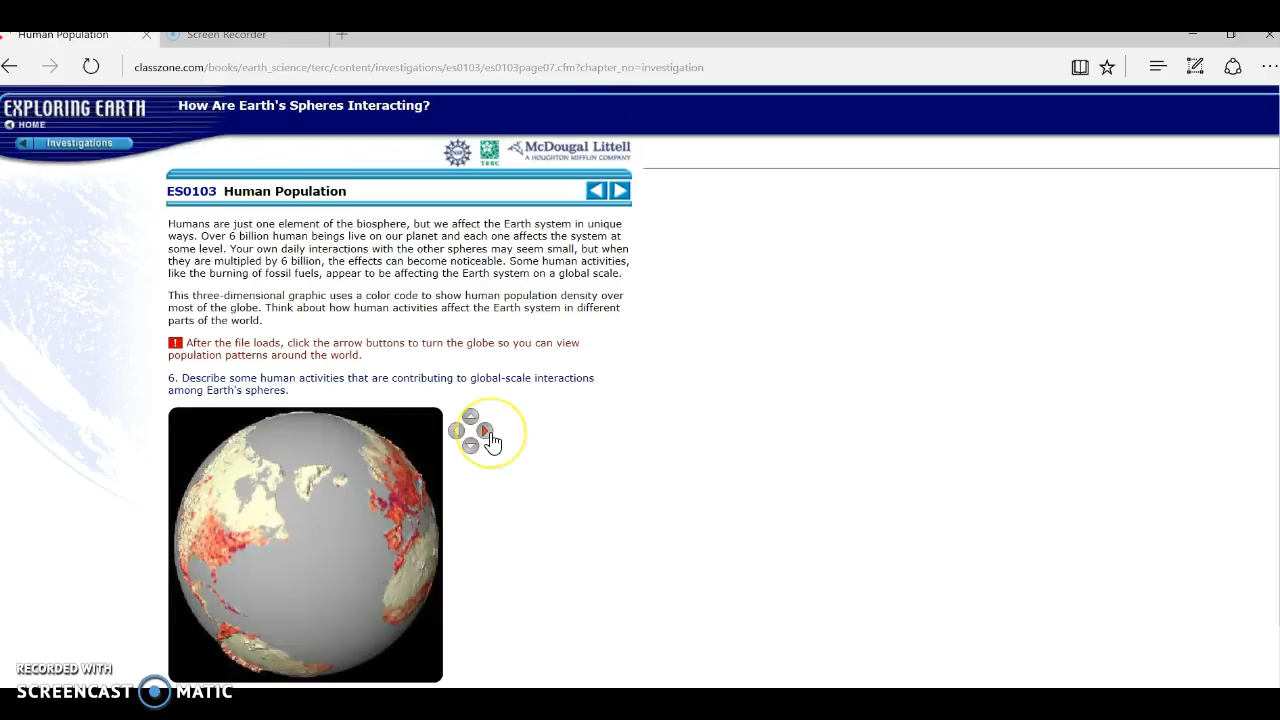 Human Population
Screen Recorder
classzone.com/books/earth_science/terc/content/investigations/es0103/es0103page07.cfm?chapter_no=investigation
EXPLORING EARTH
How Are Earth's Spheres Interacting?
HOME
Investigations
NSF
TERC
McDougal Littell
A HOUGHTON MIFFLIN COMPANY
ES0103 Human Population
Humans are just one element of the biosphere, but we affect the Earth system in unique
ways. Over 6 billion human beings live on our planet and each one affects the system at
some level. Your own daily interactions with the other spheres may seem small, but when
they are multiplied by 6 billion, the effects can become noticeable. Some human activities,
like the burning of fossil fuels, appear to be affecting the Earth system on a global scale.
This three-dimensional graphic uses a color code to show human population density over
most of the globe. Think about how human activities affect the Earth system in different
parts of the world.
! After the file loads, click the arrow buttons to turn the globe so you can view
population patterns around the world.
6. Describe some human activities that are contributing to global-scale interactions
among Earth's spheres.
RECORDED WITH
SCREENCAST MATIC